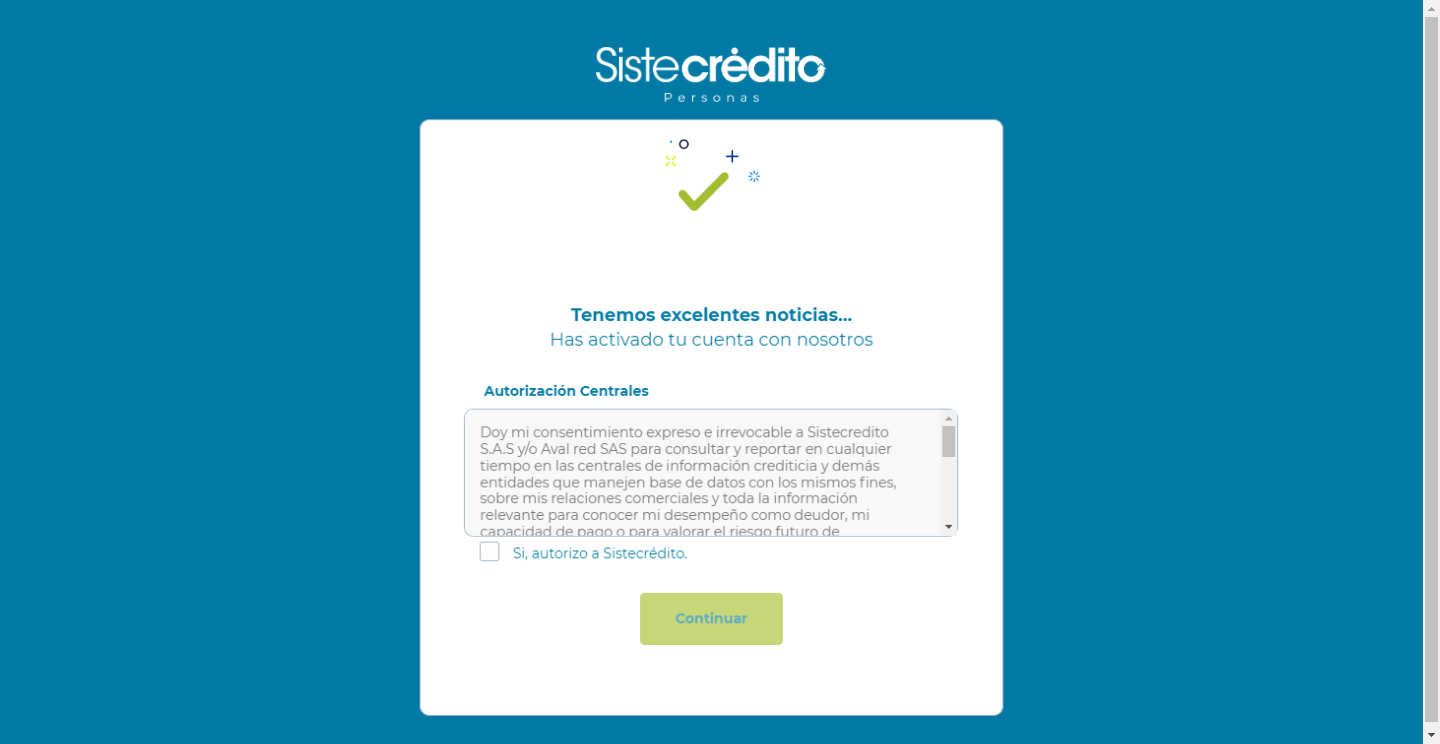 Sistecrédito
Personas
Tenemos excelentes noticias...
Has activado tu cuenta con nosotros
Autorización Centrales
Doy mi consentimiento expreso e irrevocable a Sistecredito
S.A.S y/o Aval red SAS para consultar y reportar en cualquier
tiempo en las centrales de información crediticia y demás
entidades que manejen base de datos con los mismos fines,
sobre mis relaciones comerciales y toda la información
relevante para conocer mi desempeño como deudor, mi
capacidad de pago o para valorar el riesgo futuro de
Si, autorizo a Sistecrédito.
Continuar